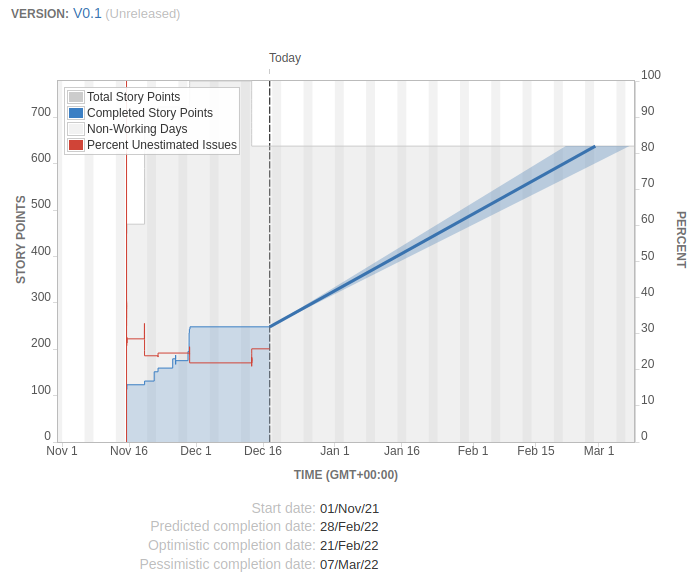 VERSION: V0.1 (Unreleased)
Today
Total Story Points
Completed Story Points
Non-Working Days
Percent Unestimated Issues
STORY POINTS
700
600
500
400
300
200
100
0
100
90
80
70
60
50
40
30
20
10
0
PERCENT
Nov 1
Nov 16
Dec 1
Dec 16
Jan 1
Jan 16
Feb 1
Feb 15
Mar 1
TIME (GMT+00:00)
Start date: 01/Nov/21
Predicted completion date: 28/Feb/22
Optimistic completion date: 21/Feb/22
Pessimistic completion date: 07/Mar/22